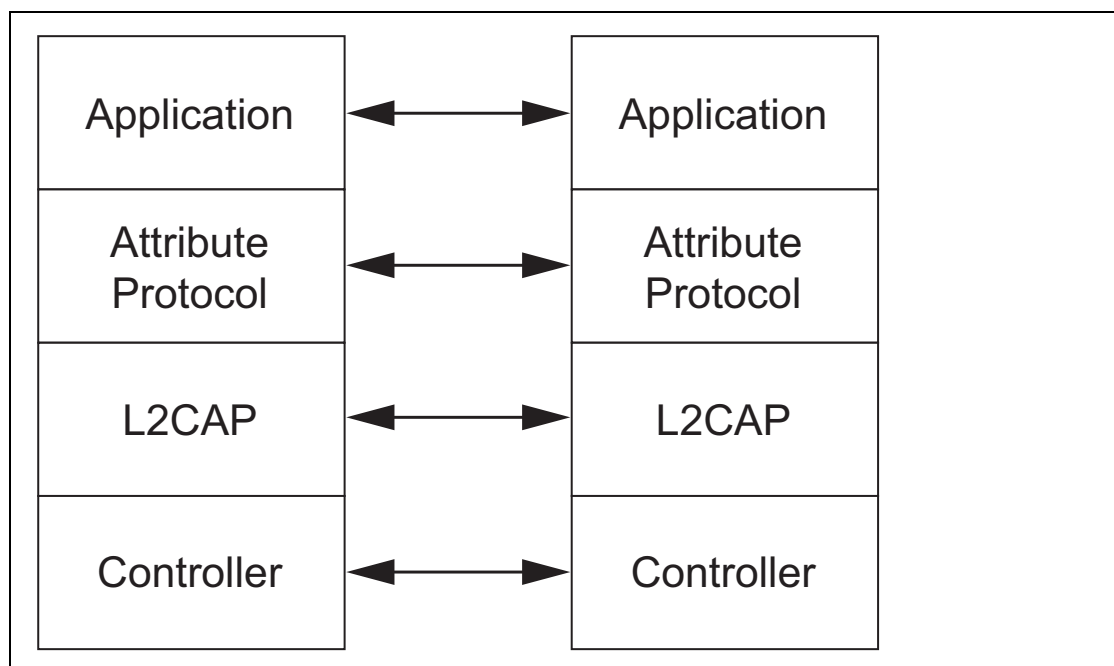 Application
Application
Attribute
Protocol
Attribute
Protocol
L2CAP
L2CAP
Controller
Controller